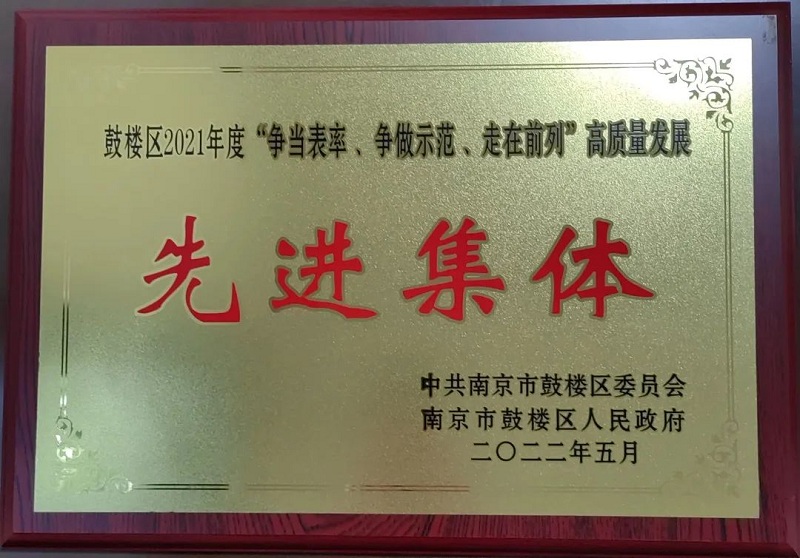 鼓楼区2021年度“争当表率、争做示范、走在前列”高质量发展
先进集体
中共南京市鼓楼区委员会
南京市鼓楼区人民政府
二〇二二年五月